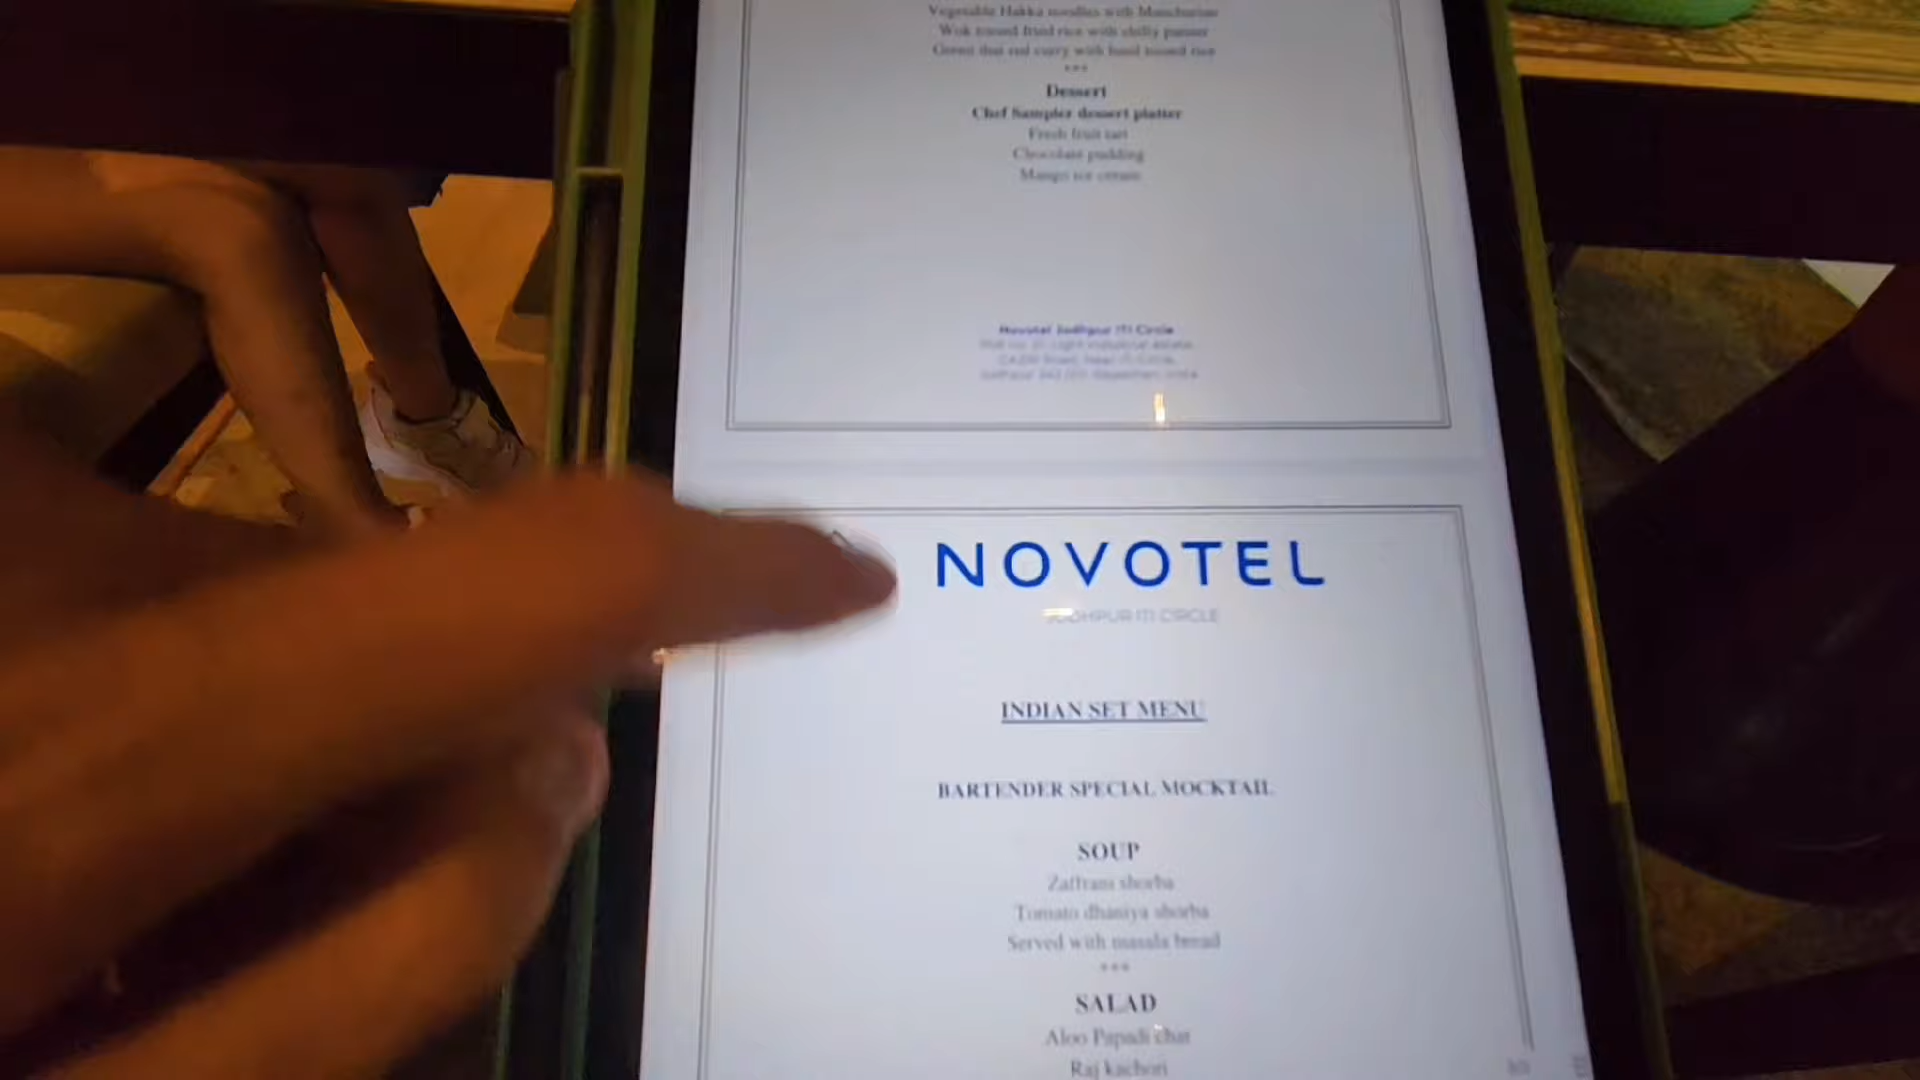 Vegetable Hakka noodles with Manchurian
Wok tossed fried rice with chilly paneer
Green thai red curry with basil tossed rice
***
Dessert
Chef Sampler dessert platter
Fresh fruit tart
Chocolate pudding
Mango ice cream
Novotel Jodhpur ITI Circle
NOVOTEL
JODHPUR ITI CIRCLE
INDIAN SET MENU
BARTENDER SPECIAL MOCKTAIL
SOUP
Zaffrani shorba
Tomato dhaniya shorba
Served with masala bread
***
SALAD
Aloo Papadi chat
Raj kachori